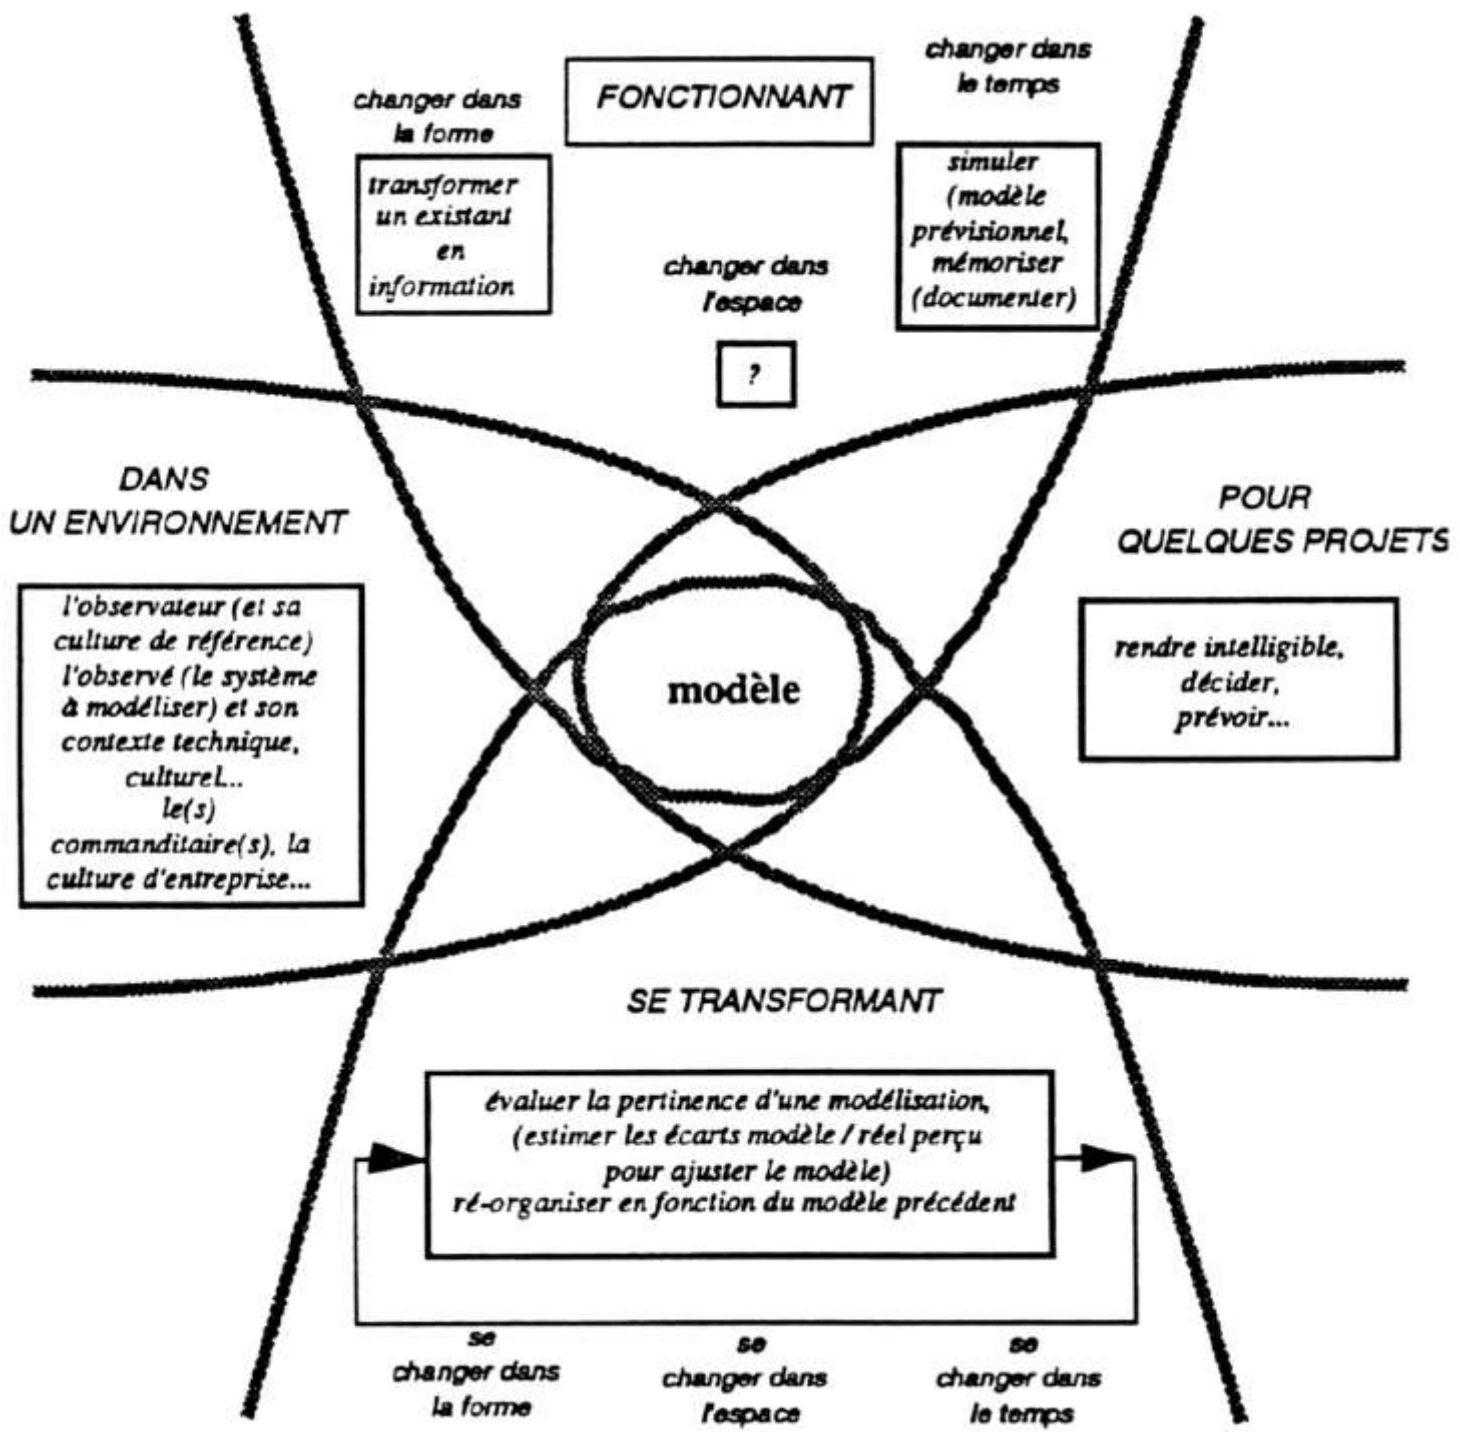 changer dans
la forme
FONCTIONNANT
changer dans
le temps
transformer
un existant
en
information
simuler
(modèle
prévisionnel,
mémoriser
(documenter)
changer dans
l'espace
?
DANS
UN ENVIRONNEMENT
l'observateur (et sa
culture de référence)
l'observé (le système
à modéliser) et son
contexte technique,
culturel...
le(s)
commanditaire(s), la
culture d'entreprise...
modèle
POUR
QUELQUES PROJETS
rendre intelligible,
décider,
prévoir...
SE TRANSFORMANT
évaluer la pertinence d'une modélisation,
(estimer les écarts modèle / réel perçu
pour ajuster le modèle)
ré-organiser en fonction du modèle précédent
se
changer dans
la forme
se
changer dans
l'espace
se
changer dans
le temps